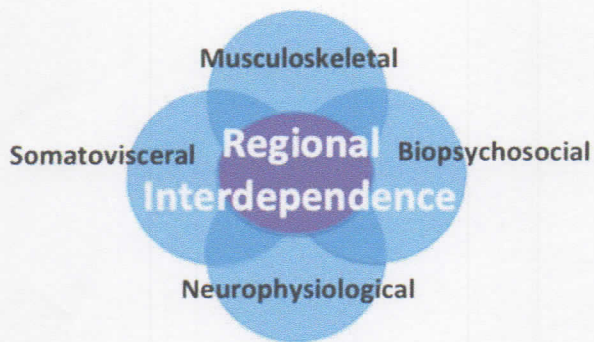 Musculoskeletal
Somatovisceral
Regional
Interdependence
Biopsychosocial
Neurophysiological